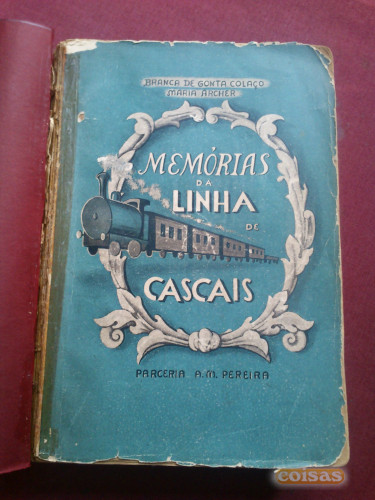 BRANCA DE GONTA COLAÇO
MARIA ARCHER
MEMÓRIAS
DA
LINHA
DE
CASCAIS
PARCERIA A. M. PEREIRA
coisas